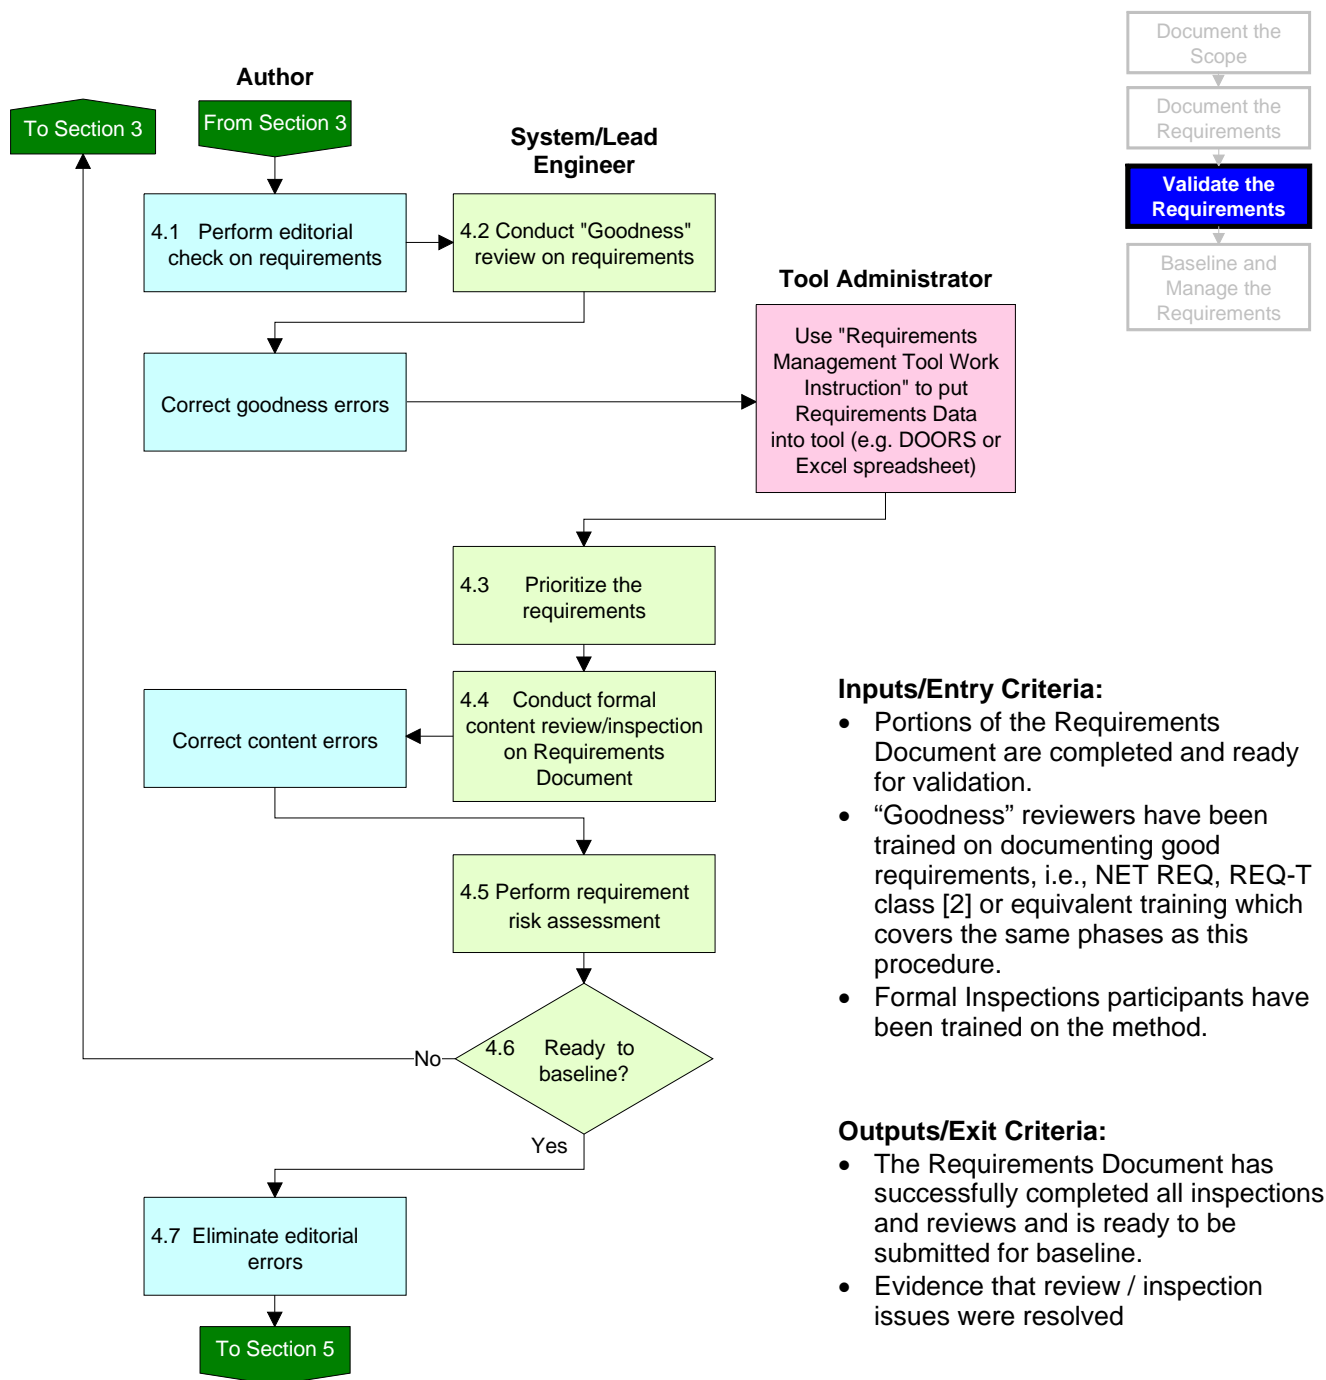 Document the
Scope
Document the
Requirements
Validate the
Requirements
Baseline and
Manage the
Requirements
Author
To Section 3
From Section 3
System/Lead
Engineer
4.1 Perform editorial
check on requirements
4.2 Conduct "Goodness"
review on requirements
Tool Administrator
Correct goodness errors
Use "Requirements
Management Tool Work
Instruction" to put
Requirements Data
into tool (e.g. DOORS or
Excel spreadsheet)
4.3 Prioritize the
requirements
4.4 Conduct formal
content review/inspection
on Requirements
Document
Correct content errors
4.5 Perform requirement
risk assessment
4.6 Ready to
baseline?
No
Yes
4.7 Eliminate editorial
errors
To Section 5
Inputs/Entry Criteria:
• Portions of the Requirements
Document are completed and ready
for validation.
• “Goodness” reviewers have been
trained on documenting good
requirements, i.e., NET REQ, REQ-T
class [2] or equivalent training which
covers the same phases as this
procedure.
• Formal Inspections participants have
been trained on the method.
Outputs/Exit Criteria:
• The Requirements Document has
successfully completed all inspections
and reviews and is ready to be
submitted for baseline.
• Evidence that review / inspection
issues were resolved